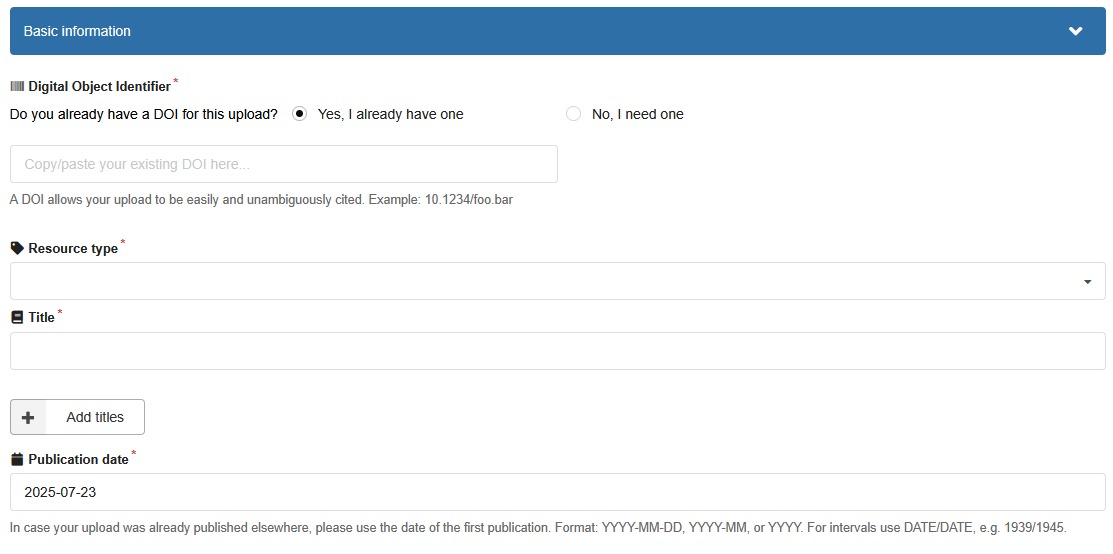 Basic information
Digital Object Identifier*
Do you already have a DOI for this upload? Yes, I already have one No, I need one
Copy/paste your existing DOI here...
A DOI allows your upload to be easily and unambiguously cited. Example: 10.1234/foo.bar
Resource type*
Title*
Add titles
Publication date*
2025-07-23
In case your upload was already published elsewhere, please use the date of the first publication. Format: YYYY-MM-DD, YYYY-MM, or YYYY. For intervals use DATE/DATE, e.g. 1939/1945.